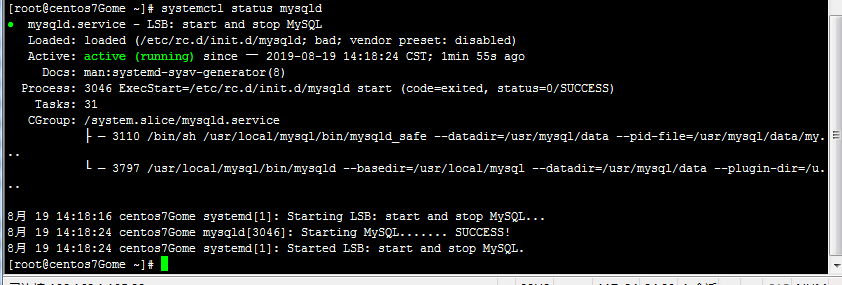 [root@centos7Gome ~]# systemctl status mysqld
● mysqld.service - LSB: start and stop MySQL
Loaded: loaded (/etc/rc.d/init.d/mysqld; bad; vendor preset: disabled)
Active: active (running) since 一 2019-08-19 14:18:24 CST; 1min 55s ago
Docs: man:systemd-sysv-generator(8)
Process: 3046 ExecStart=/etc/rc.d/init.d/mysqld start (code=exited, status=0/SUCCESS)
Tasks: 31
CGroup: /system.slice/mysqld.service
├ ─ 3110 /bin/sh /usr/local/mysql/bin/mysqld_safe --datadir=/usr/mysql/data --pid-file=/usr/mysql/data/my.
..
└ ─ 3797 /usr/local/mysql/bin/mysqld --basedir=/usr/local/mysql --datadir=/usr/mysql/data --plugin-dir=/u.
..
8月 19 14:18:16 centos7Gome systemd[1]: Starting LSB: start and stop MySQL...
8月 19 14:18:24 centos7Gome mysqld[3046]: Starting MySQL....... SUCCESS!
8月 19 14:18:24 centos7Gome systemd[1]: Started LSB: start and stop MySQL.
[root@centos7Gome ~]#